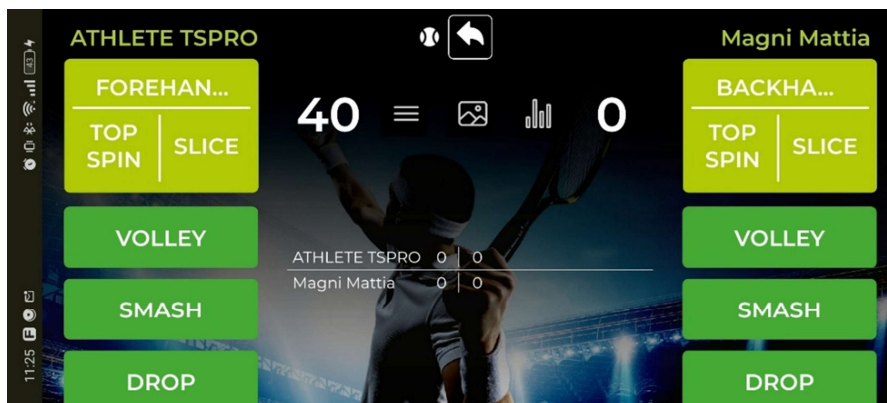 ATHLETE TSPRO
Magni Mattia
FOREHAN...
TOP SPIN
SLICE
VOLLEY
SMASH
DROP
40
0
ATHLETE TSPRO 0 0
Magni Mattia 0 0
BACKHA...
TOP SPIN
SLICE
VOLLEY
SMASH
DROP
11:25
43